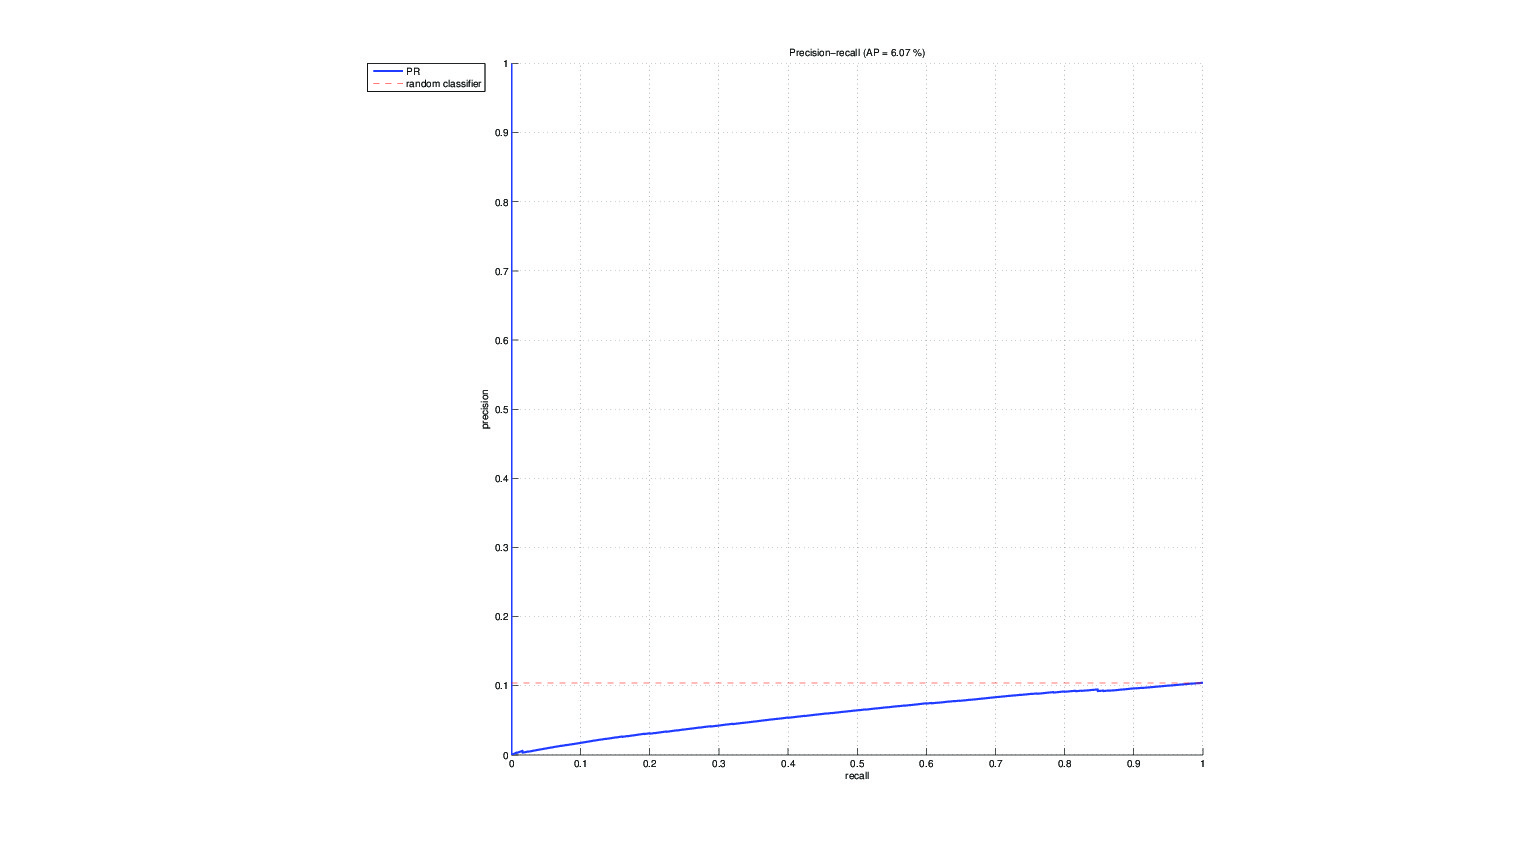 Precision–recall (AP = 6.07 %)
PR
random classifier
1
0.9
0.8
0.7
0.6
0.5
0.4
0.3
0.2
0.1
0
precision
0 0.1 0.2 0.3 0.4 0.5 0.6 0.7 0.8 0.9 1
recall